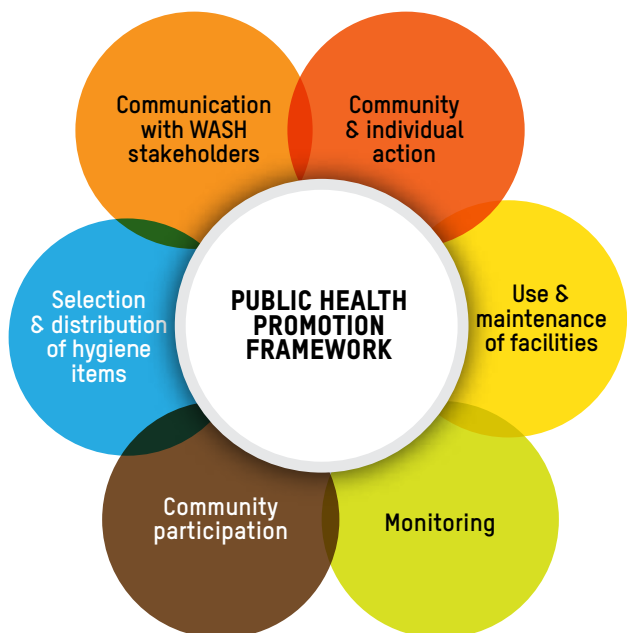 Communication
with WASH
stakeholders
Community
& individual
action
Selection
& distribution
of hygiene
items
PUBLIC HEALTH
PROMOTION
FRAMEWORK
Use &
maintenance
of facilities
Community
participation
Monitoring